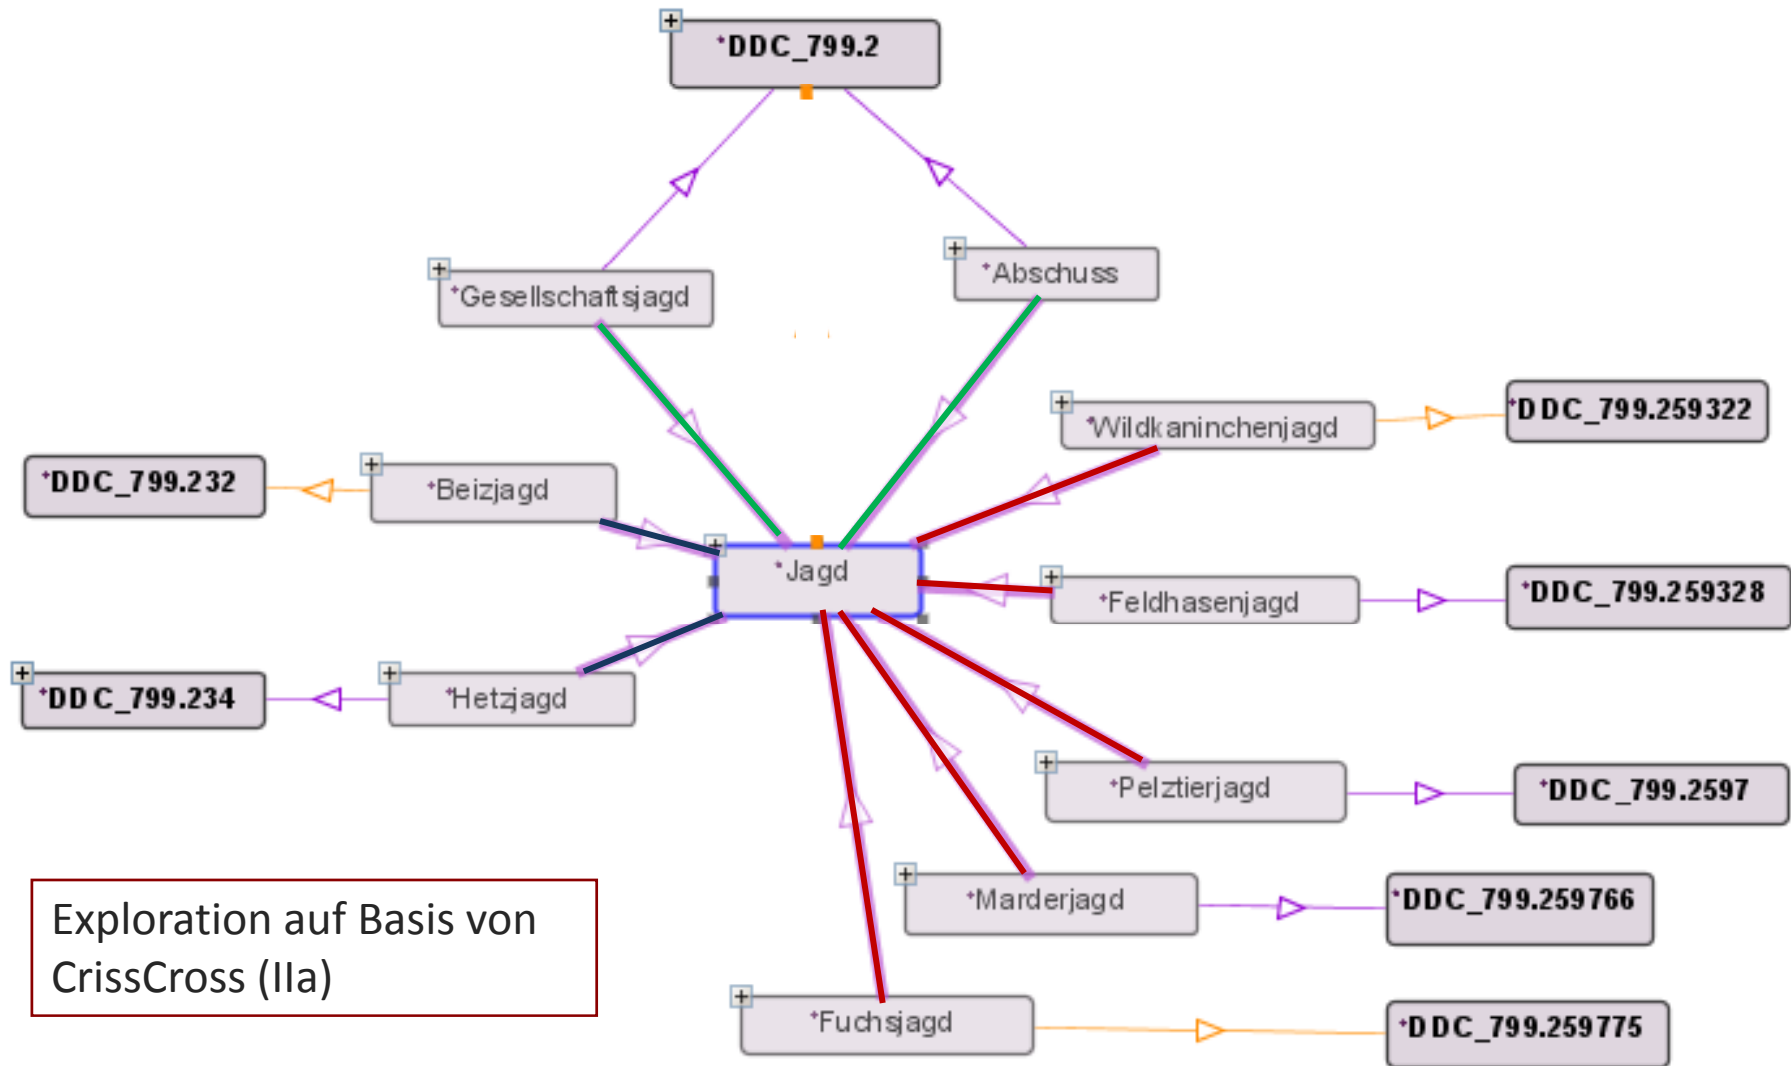 DDC_799.2
Gesellschaftsjagd
Abschuss
Wildkaninchenjagd
DDC_799.259322
DDC_799.232
Beizjagd
Jagd
Feldhasenjagd
DDC_799.259328
DDC_799.234
Hetzjagd
Pelztierjagd
DDC_799.2597
Marderjagd
DDC_799.259766
Exploration auf Basis von
CrissCross (IIa)
Fuchsjagd
DDC_799.259775